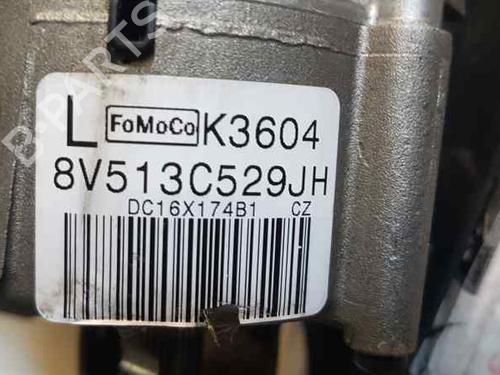 L FoMoCo K3604
8V513C529JH
DC16X174B1 CZ
B-PARTS